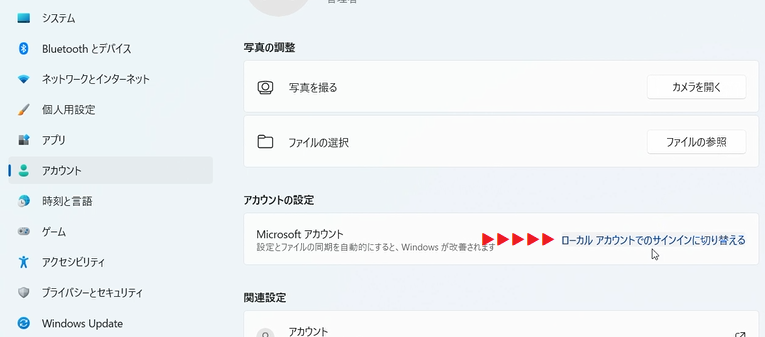 管理者
システム
Bluetooth とデバイス
ネットワークとインターネット
個人用設定
アプリ
アカウント
時刻と言語
ゲーム
アクセシビリティ
プライバシーとセキュリティ
Windows Update
写真の調整
写真を撮る
カメラを開く
ファイルの選択
ファイルの参照
アカウントの設定
Microsoft アカウント
設定とファイルの同期を自動的にすると、Windows が改善されます
ローカル アカウントでのサインインに切り替える
関連設定
アカウント